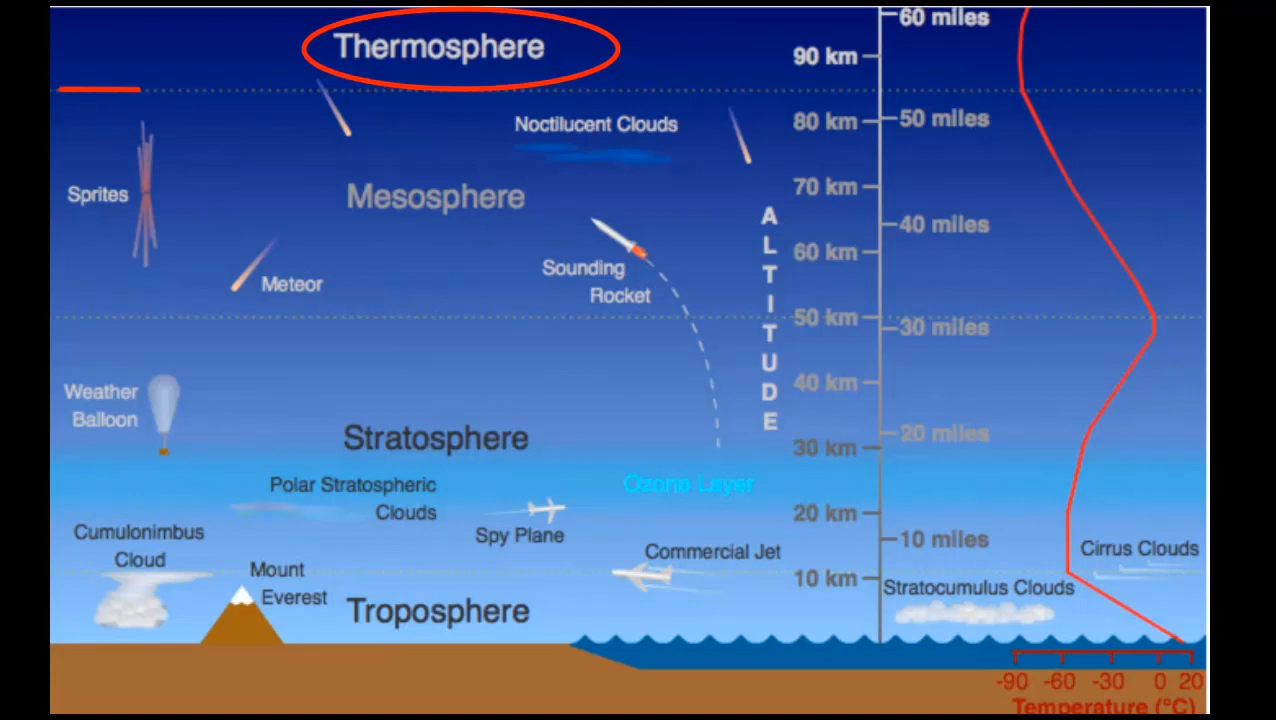 60 miles
Thermosphere
90 km
Noctilucent Clouds
80 km
50 miles
Sprites
Mesosphere
70 km
40 miles
60 km
Sounding
Rocket
Meteor
ALTITUDE
50 km
30 miles
Weather
Balloon
40 km
Stratosphere
20 miles
30 km
Polar Stratospheric
Clouds
Ozone Layer
20 km
Spy Plane
10 miles
Cumulonimbus
Cloud
Commercial Jet
Cirrus Clouds
Mount
Everest
10 km
Stratocumulus Clouds
Troposphere
-90 -60 -30 0 20
Temperature (°C)